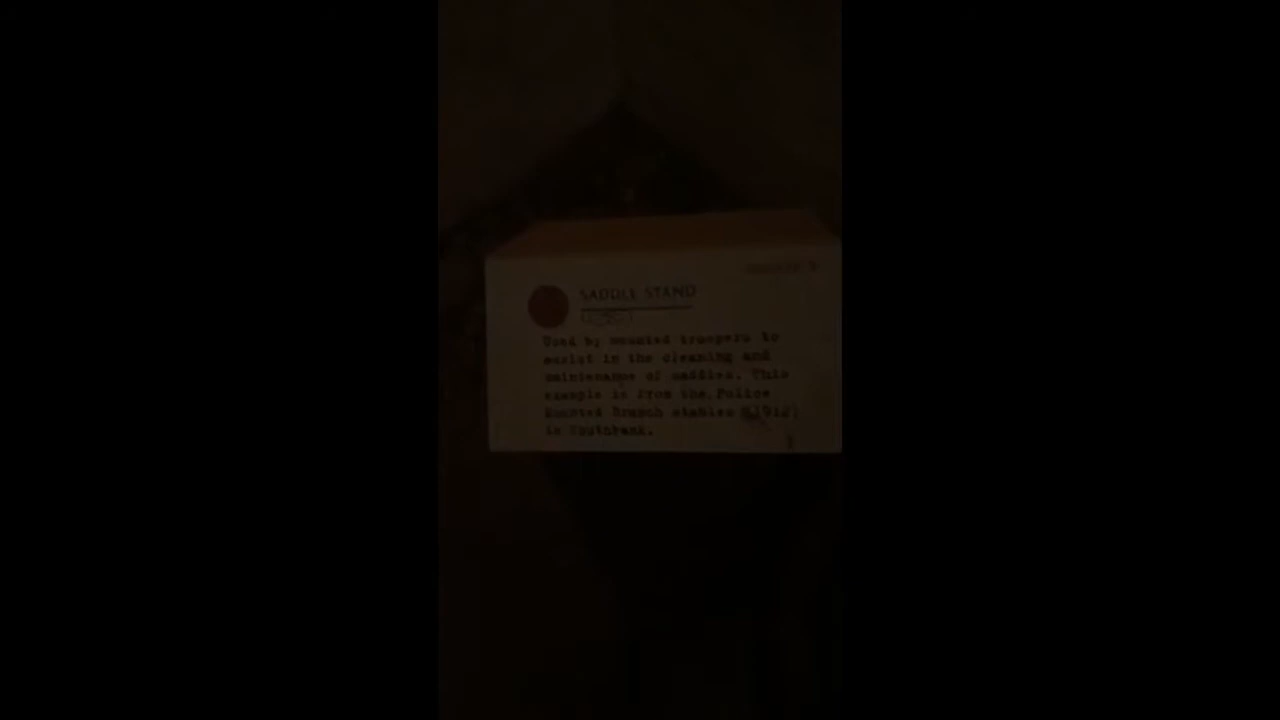 SADDLE STAND
Used by mounted troopers to
assist in the cleaning and
maintenance of saddles. This
example is from the Police
Mounted Branch stables
in Southbank.